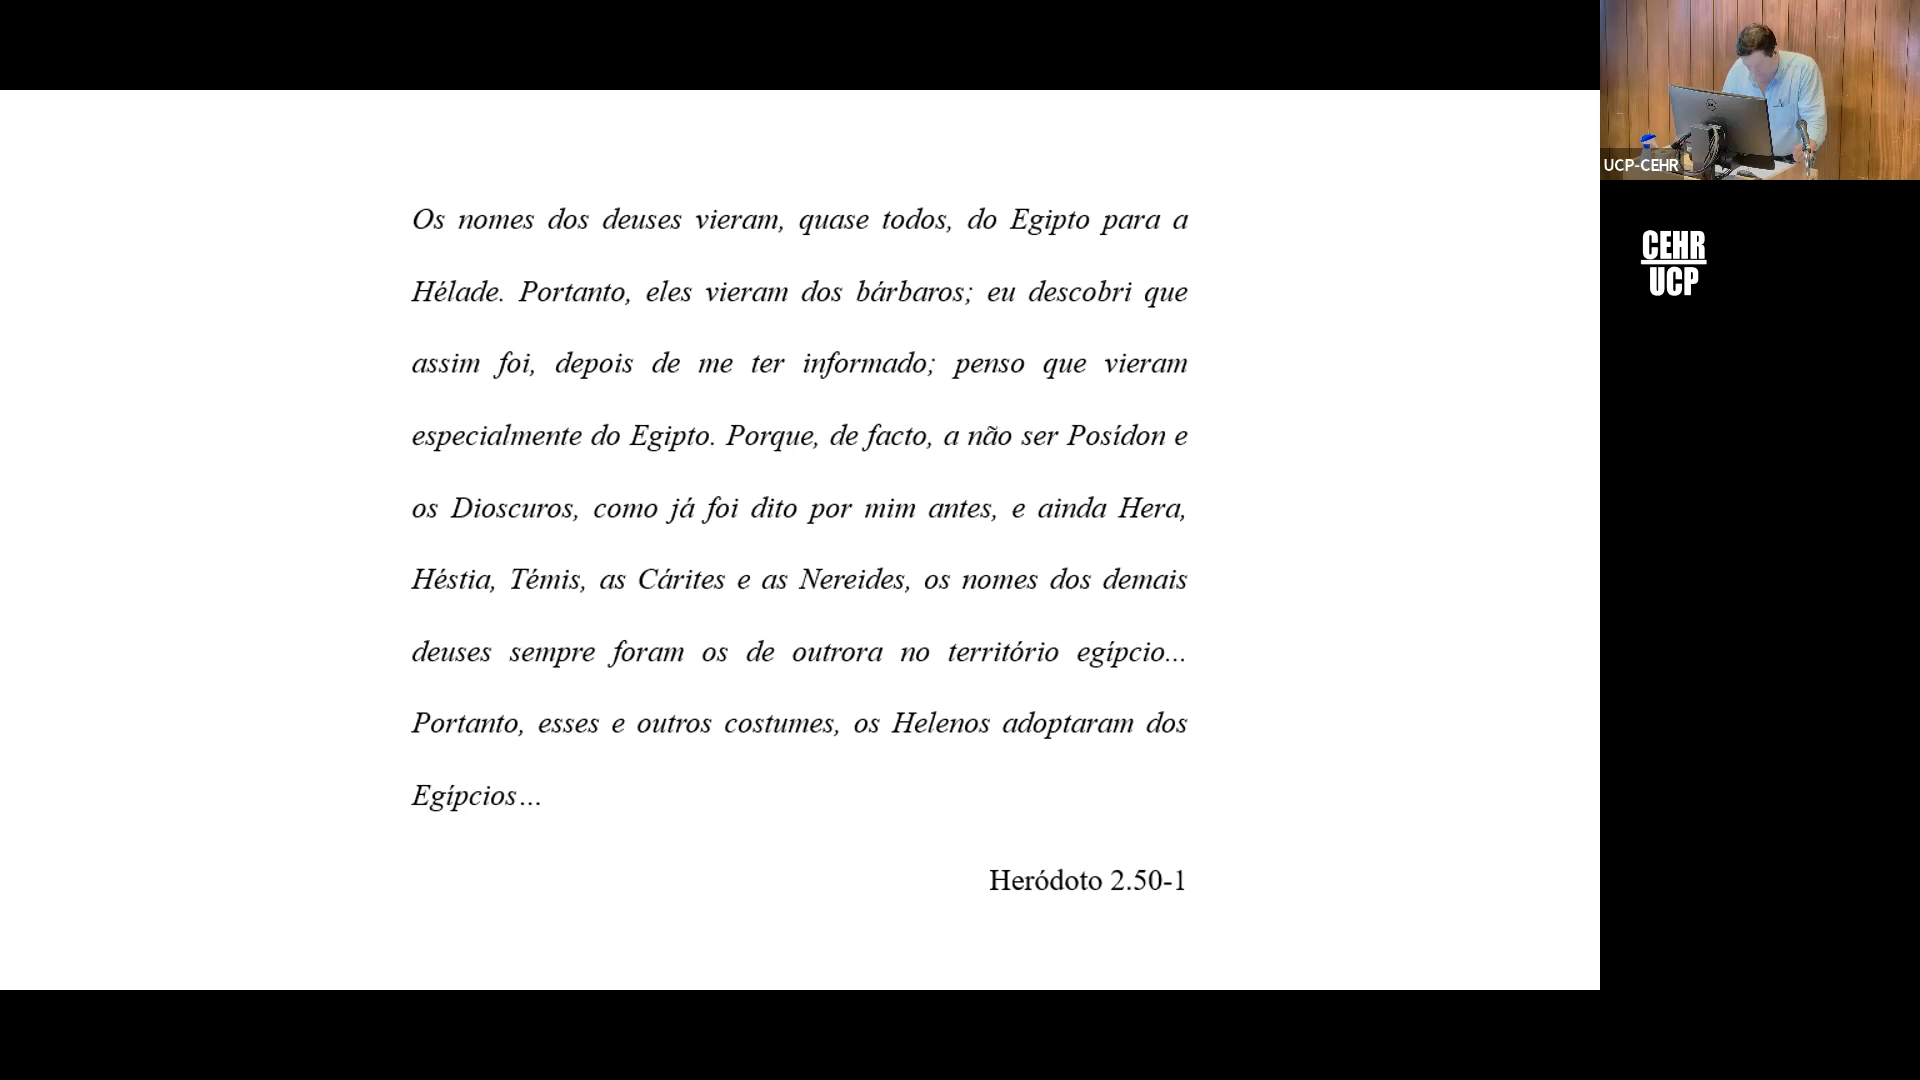 Os nomes dos deuses vieram, quase todos, do Egipto para a
Hélade. Portanto, eles vieram dos bárbaros; eu descobri que
assim foi, depois de me ter informado; penso que vieram
especialmente do Egipto. Porque, de facto, a não ser Posídon e
os Dioscuros, como já foi dito por mim antes, e ainda Hera,
Héstia, Témis, as Cárites e as Nereides, os nomes dos demais
deuses sempre foram os de outrora no território egípcio...
Portanto, esses e outros costumes, os Helenos adoptaram dos
Egípcios…
Heródoto 2.50-1
UCP-CEHR
CEHR
UCP